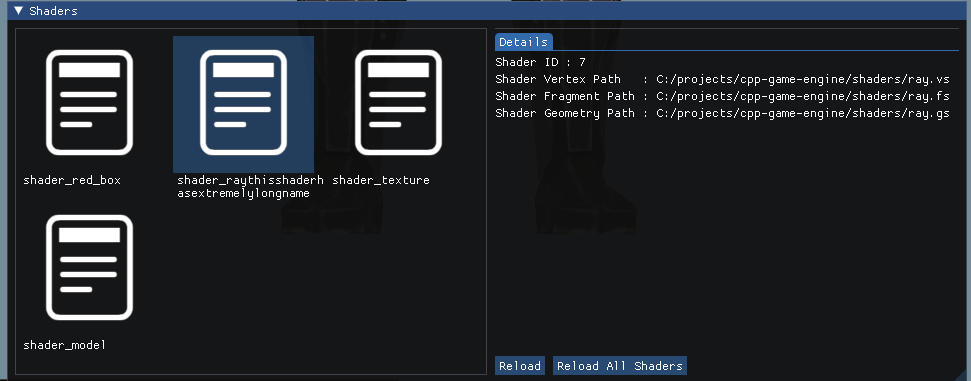 Shaders
shader_red_box
shader_raythisshaderh
asextremelylongname
shader_texture
shader_model
Details
Shader ID : 7
Shader Vertex Path   : C:/projects/cpp-game-engine/shaders/ray.vs
Shader Fragment Path : C:/projects/cpp-game-engine/shaders/ray.fs
Shader Geometry Path : C:/projects/cpp-game-engine/shaders/ray.gs
Reload
Reload All Shaders